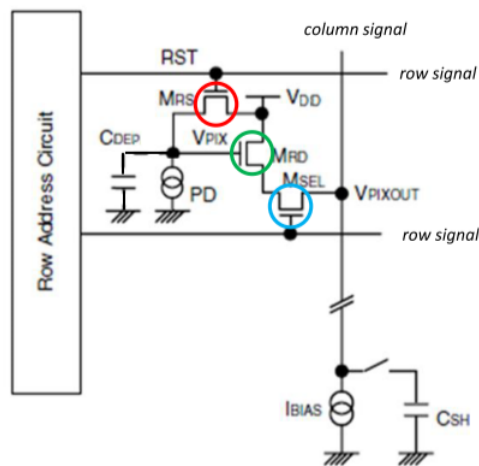 column signal
RST
row signal
MRS
VDD
CDEP
VPIX
MRD
PD
MSEL
VPIXOUT
row signal
Row Address Circuit
IBIAS
CSH